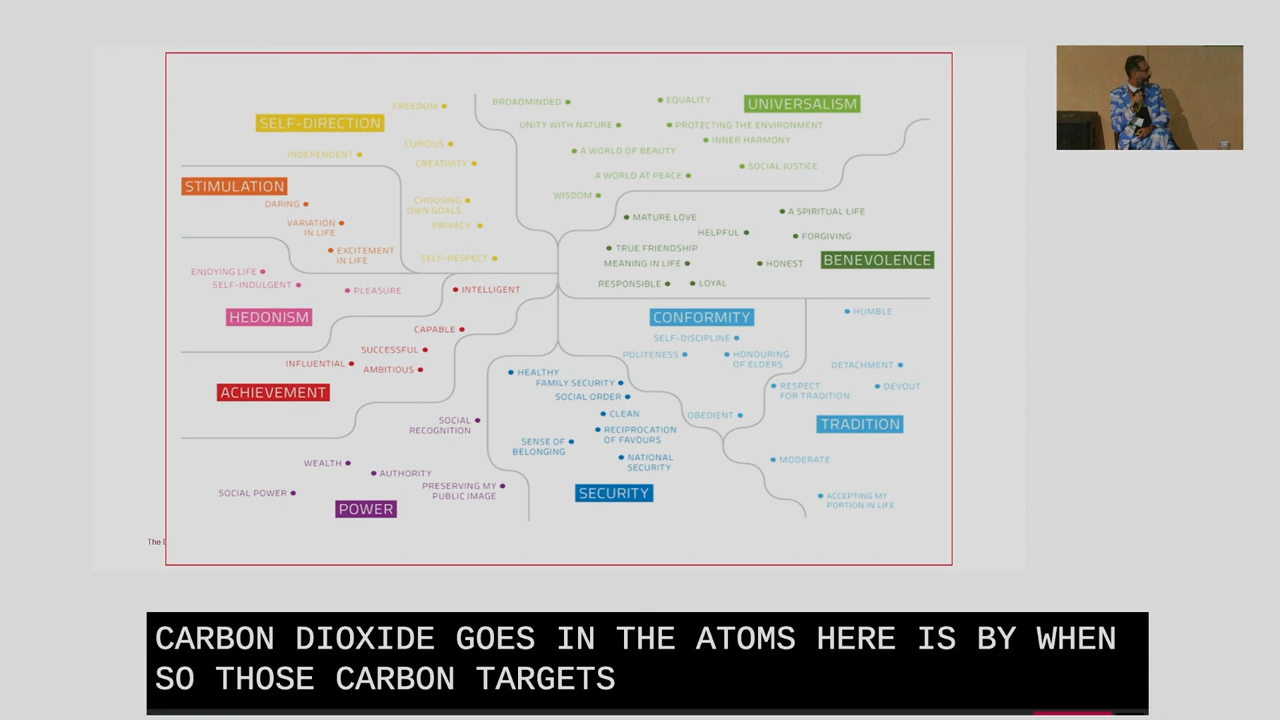 FREEDOM
SELF-DIRECTION
CURIOUS
INDEPENDENT
CREATIVITY
CHOOSING
OWN GOALS
PRIVACY
SELF-RESPECT
BROADMINDED
EQUALITY
UNIVERSALISM
UNITY WITH NATURE
PROTECTING THE ENVIRONMENT
INNER HARMONY
A WORLD OF BEAUTY
SOCIAL JUSTICE
A WORLD AT PEACE
WISDOM
STIMULATION
DARING
VARIATION
IN LIFE
EXCITEMENT
IN LIFE
MATURE LOVE
A SPIRITUAL LIFE
HELPFUL
FORGIVING
TRUE FRIENDSHIP
MEANING IN LIFE
HONEST
BENEVOLENCE
RESPONSIBLE
LOYAL
ENJOYING LIFE
SELF-INDULGENT
PLEASURE
HEDONISM
INTELLIGENT
CAPABLE
SUCCESSFUL
INFLUENTIAL
AMBITIOUS
ACHIEVEMENT
CONFORMITY
SELF-DISCIPLINE
POLITENESS
HONOURING
OF ELDERS
OBEDIENT
HUMBLE
DETACHMENT
RESPECT
FOR TRADITION
DEVOUT
TRADITION
MODERATE
ACCEPTING MY
PORTION IN LIFE
HEALTHY
FAMILY SECURITY
SOCIAL ORDER
CLEAN
RECIPROCATION
OF FAVOURS
SENSE OF
BELONGING
NATIONAL
SECURITY
SECURITY
SOCIAL
RECOGNITION
WEALTH
AUTHORITY
SOCIAL POWER
PRESERVING MY
PUBLIC IMAGE
POWER
The
CARBON DIOXIDE GOES IN THE ATOMS HERE IS BY WHEN
SO THOSE CARBON TARGETS